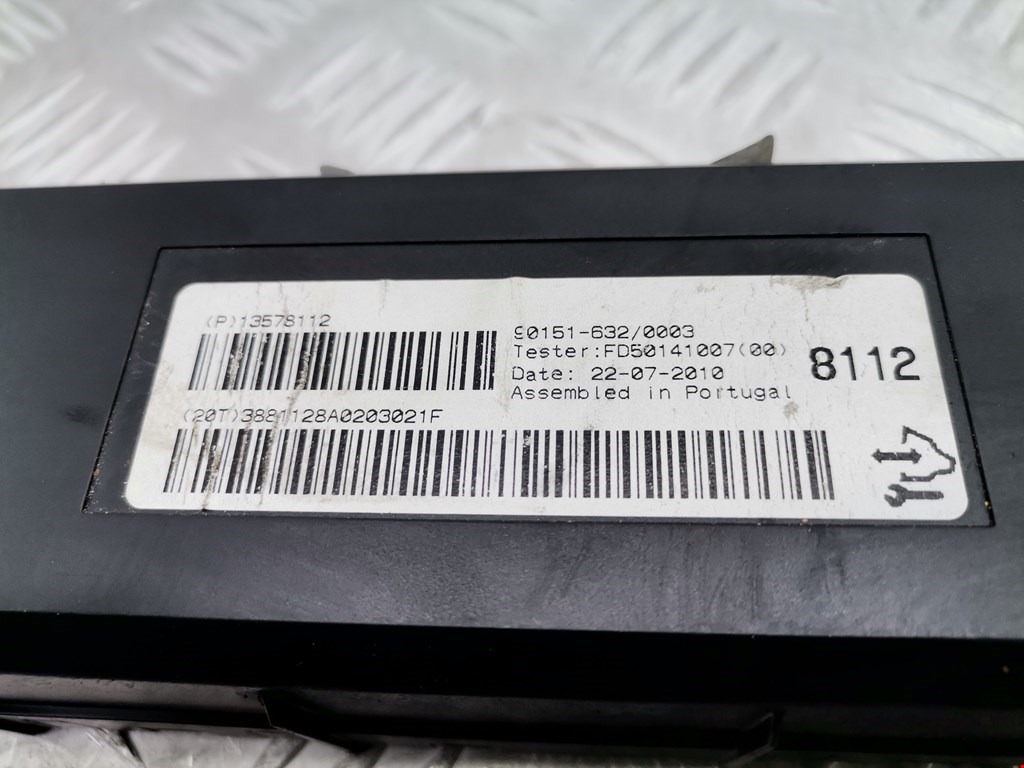 (P)13578112
90151-632/0003
Tester:FD50141007(00)
Date: 22-07-2010
Assembled in Portugal
8112
(20T)3881128A0203021F